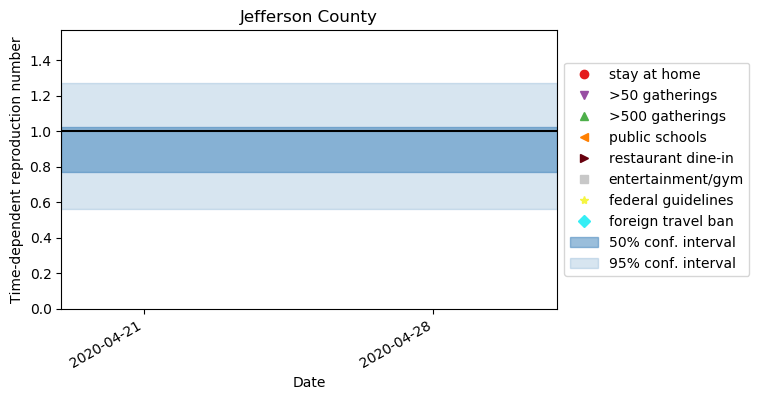 Jefferson County
Time-dependent reproduction number
1.4
1.2
1.0
0.8
0.6
0.4
0.2
0.0
2020-04-21
2020-04-28
Date
stay at home
>50 gatherings
>500 gatherings
public schools
restaurant dine-in
entertainment/gym
federal guidelines
foreign travel ban
50% conf. interval
95% conf. interval